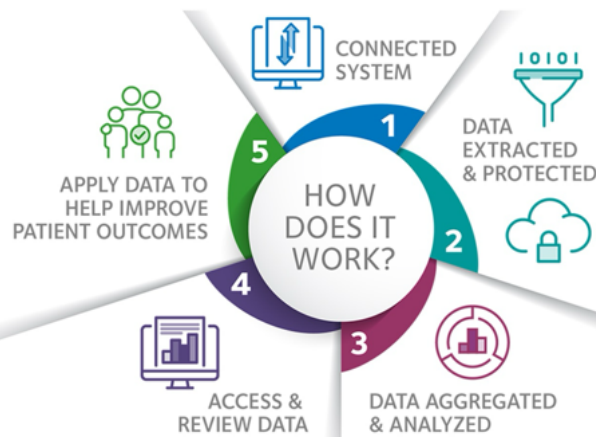 HOW
DOES IT
WORK?
1
CONNECTED
SYSTEM
10101
2
DATA
EXTRACTED
& PROTECTED
3
DATA AGGREGATED
& ANALYZED
4
ACCESS &
REVIEW DATA
5
APPLY DATA TO
HELP IMPROVE
PATIENT OUTCOMES